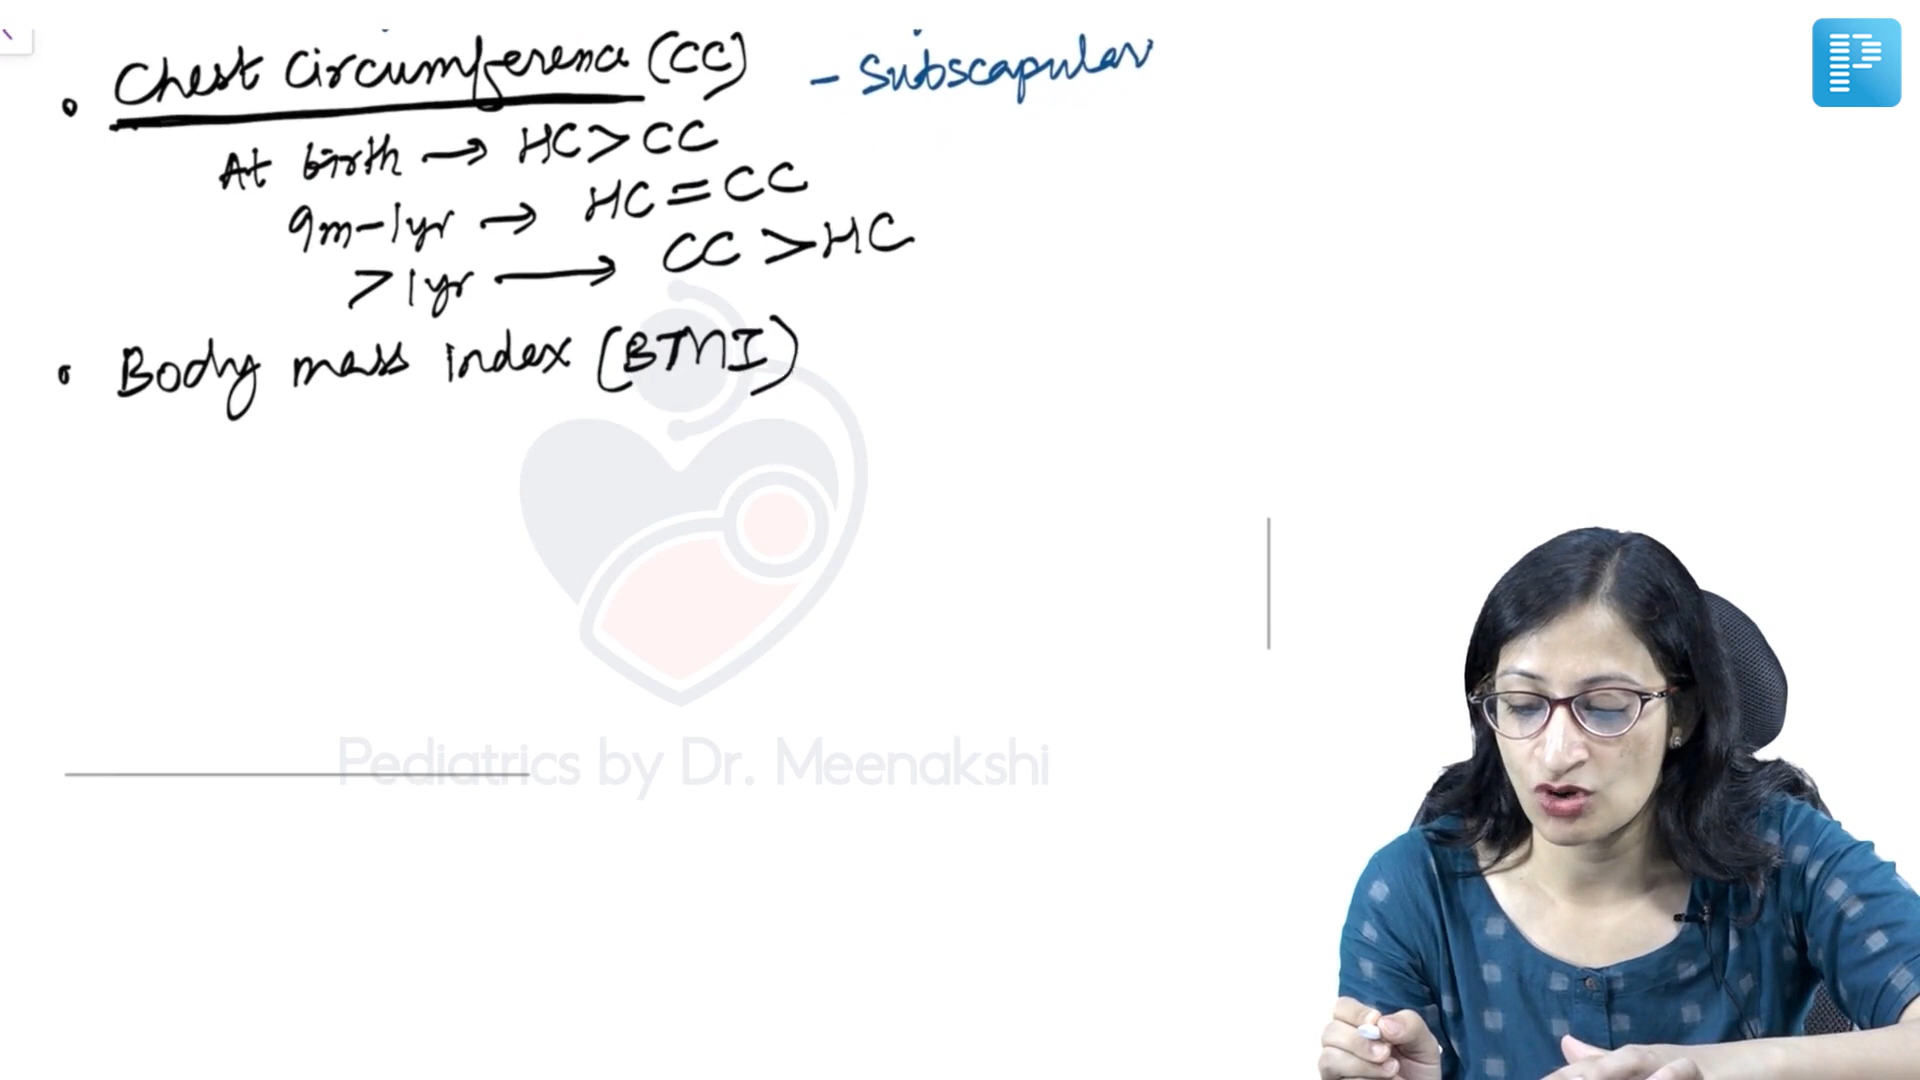 • Chest Circumference (CC) - Subscapular
At birth → HC > CC
9m-1yr → HC = CC
> 1yr → CC > HC
• Body mass index (BMI)
Pediatrics by Dr. Meenakshi
P